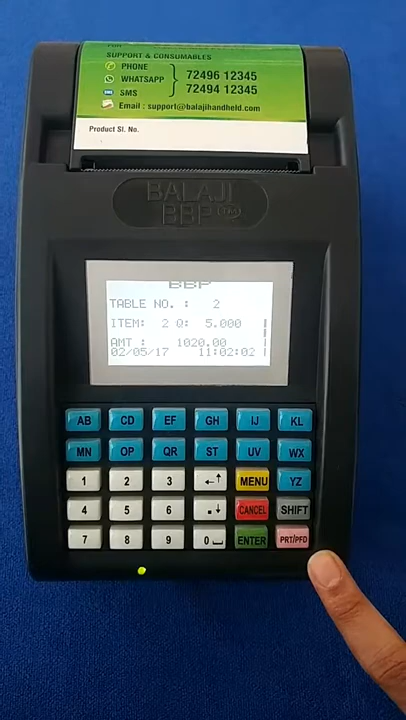 SUPPORT & CONSUMABLES
PHONE
WHATSAPP
SMS
72496 12345
72494 12345
Email : support@balajihandheld.com
Product Sl. No.
BALAJI
BBP
BBP
TABLE NO. : 2
ITEM: 2 Q: 5.000
AMT : 1020.00
02/05/17 11:02:02
AB CD EF GH IJ KL
MN OP QR ST UV WX
1 2 3 ←↑ MENU YZ
4 5 6 .↓ CANCEL SHIFT
7 8 9 0 ENTER PRT/PFD